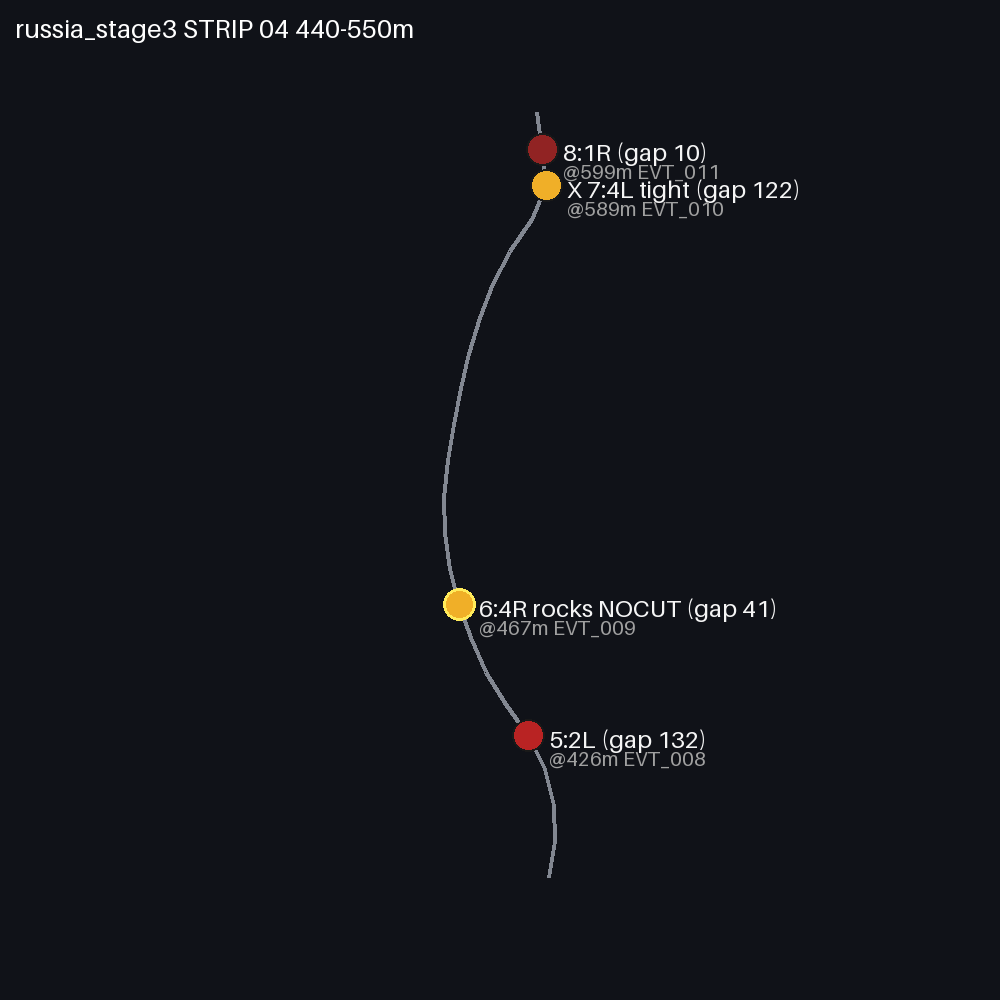 russia_stage3 STRIP 04 440-550m
8:1R (gap 10)
@599m EVT_011
X 7:4L tight (gap 122)
@589m EVT_010
6:4R rocks NOCUT (gap 41)
@467m EVT_009
5:2L (gap 132)
@426m EVT_008